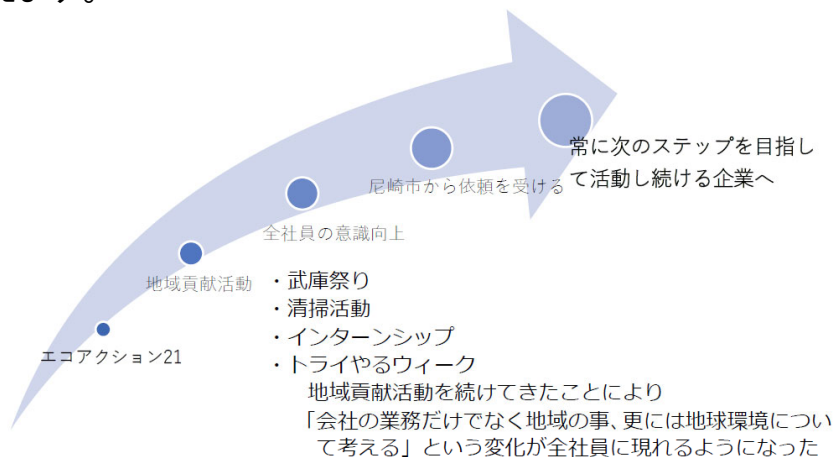 常に次のステップを目指し
て活動し続ける企業へ
尾崎市から依頼を受ける
全社員の意識向上
地域貢献活動
エコアクション21
・武庫祭り
・清掃活動
・インターンシップ
・トライやるウィーク
地域貢献活動を続けてきたことにより
「会社の業務だけでなく地域の事、更には地球環境につい
て考える」という変化が全社員に現れるようになった